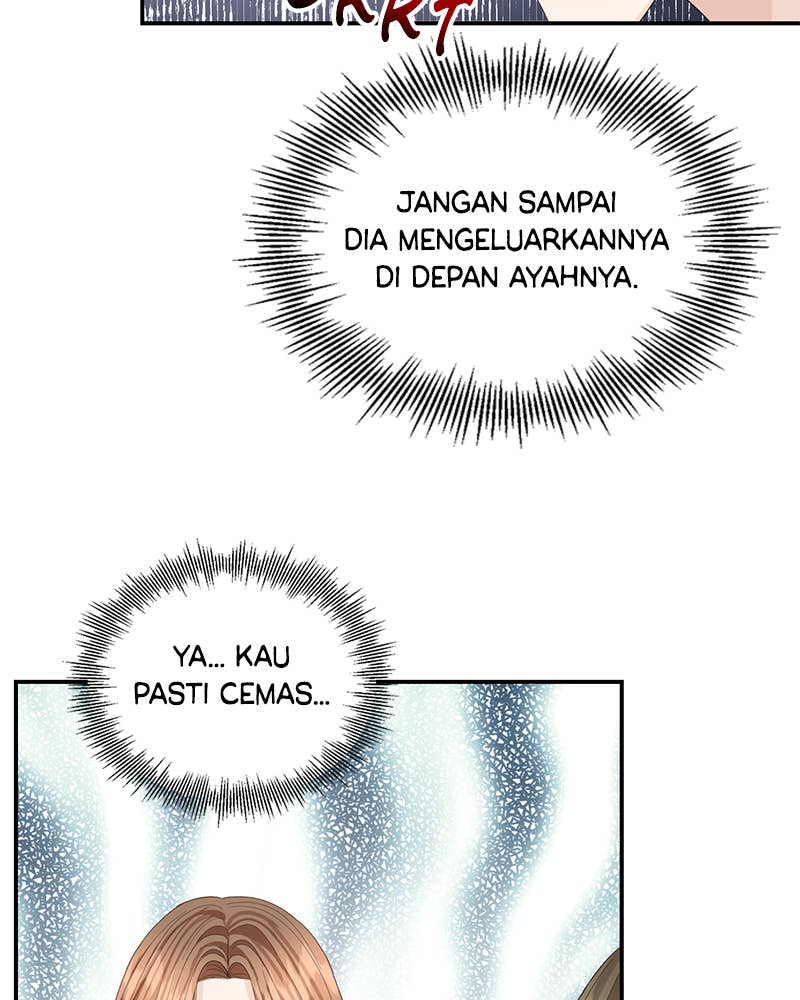 JANGAN SAMPAI
DIA MENGELUARKANNYA
DI DEPAN AYAHNYA.
YA... KAU
PASTI CEMAS...